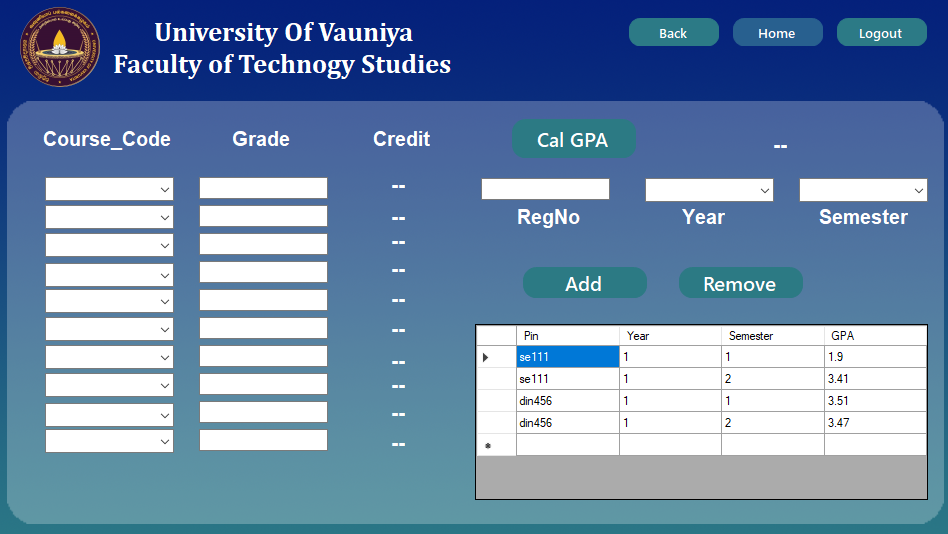 University Of Vauniya
Faculty of Technogy Studies
Back Home Logout
Course_Code Grade Credit
Cal GPA --
--
--
--
--
--
--
--
--
--
--
RegNo Year Semester
Add Remove
Pin Year Semester GPA
se111 1 1 1.9
se111 1 2 3.41
din456 1 1 3.51
din456 1 2 3.47